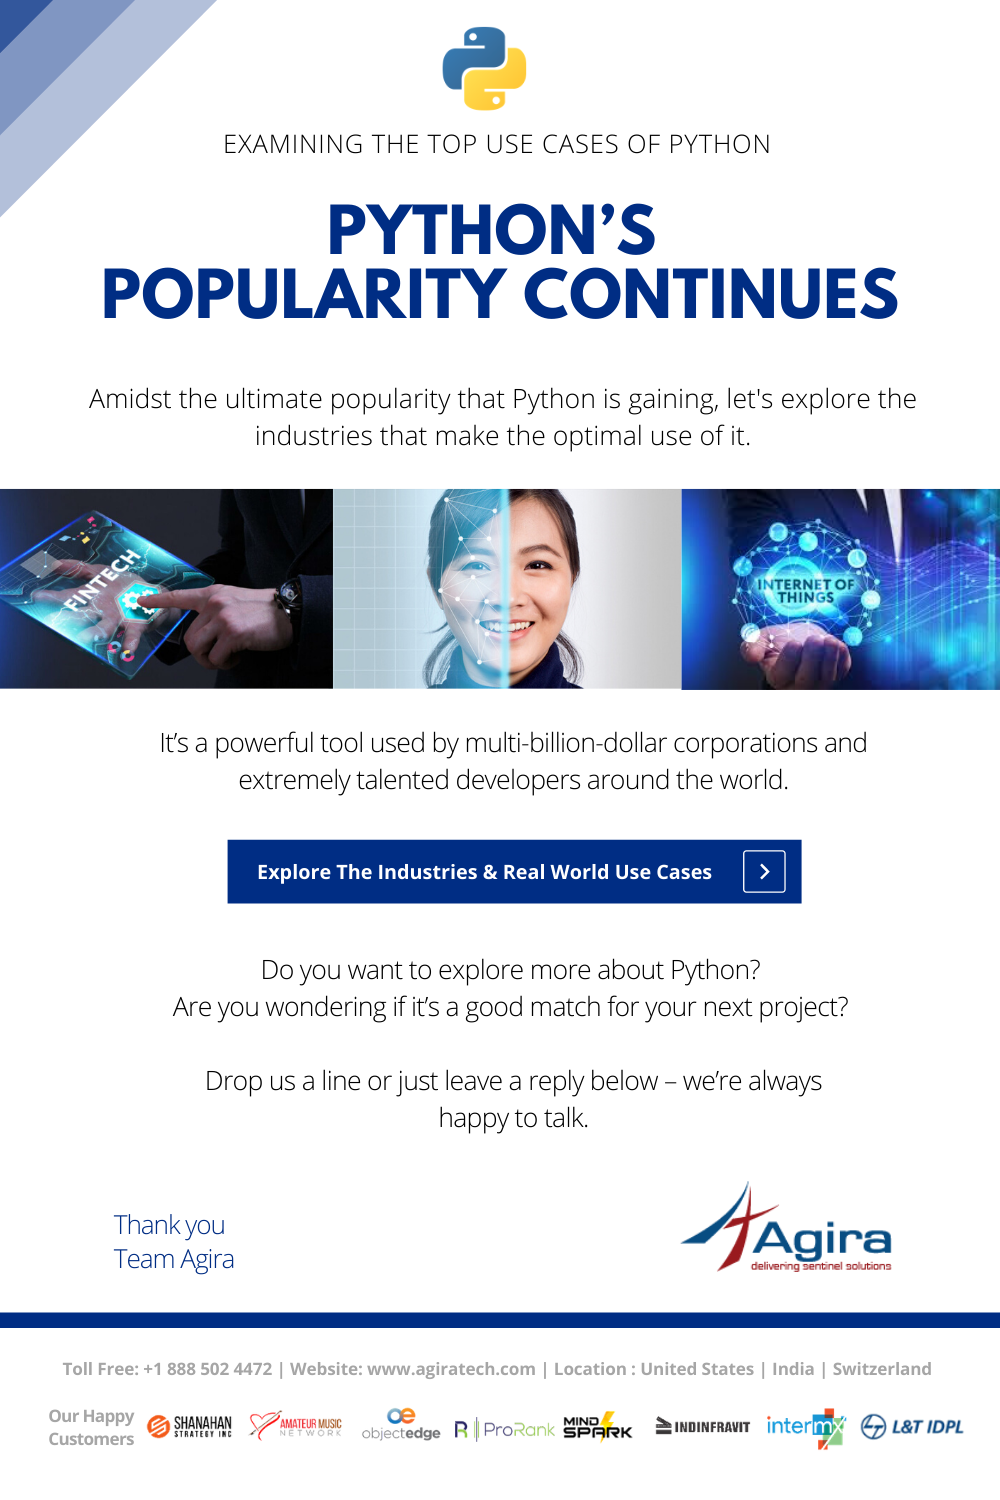 EXAMINING THE TOP USE CASES OF PYTHON
PYTHON’S
POPULARITY CONTINUES
Amidst the ultimate popularity that Python is gaining, let's explore the
industries that make the optimal use of it.
FINTECH
INTERNET OF
THINGS
It’s a powerful tool used by multi-billion-dollar corporations and
extremely talented developers around the world.
Explore The Industries & Real World Use Cases
Do you want to explore more about Python?
Are you wondering if it’s a good match for your next project?
Drop us a line or just leave a reply below – we’re always
happy to talk.
Thank you
Team Agira
Agira
delivering sentinel solutions
Toll Free: +1 888 502 4472 | Website: www.agiratech.com | Location : United States | India | Switzerland
Our Happy
Customers
SHANAHAN
STRATEGY INC
AMATEUR MUSIC
NETWORK
oe
objectedge
R ProRank
MIND
SPARK
INDINFRAVIT
intermx
L&T IDPL